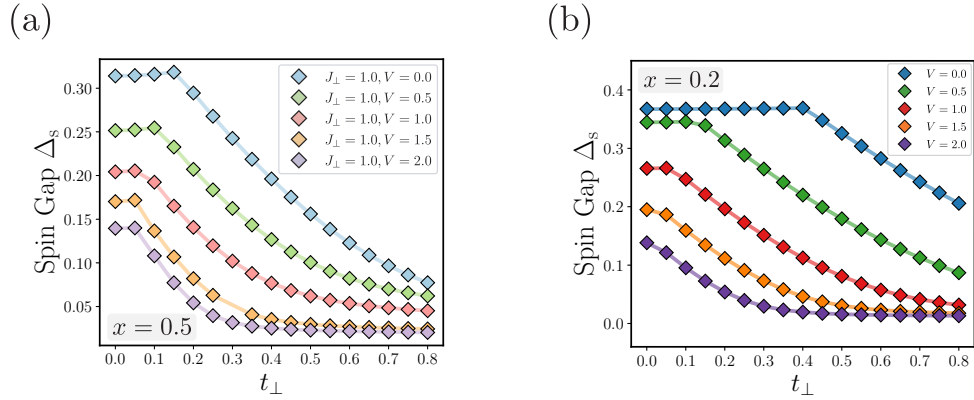 (a)
Spin Gap Δₛ
0.30
0.25
0.20
0.15
0.10
0.05
J⊥ = 1.0, V = 0.0
J⊥ = 1.0, V = 0.5
J⊥ = 1.0, V = 1.0
J⊥ = 1.0, V = 1.5
J⊥ = 1.0, V = 2.0
x = 0.5
0.0 0.1 0.2 0.3 0.4 0.5 0.6 0.7 0.8
t⊥
(b)
Spin Gap Δₛ
0.4
0.3
0.2
0.1
0.0
x = 0.2
V = 0.0
V = 0.5
V = 1.0
V = 1.5
V = 2.0
0.0 0.1 0.2 0.3 0.4 0.5 0.6 0.7 0.8
t⊥